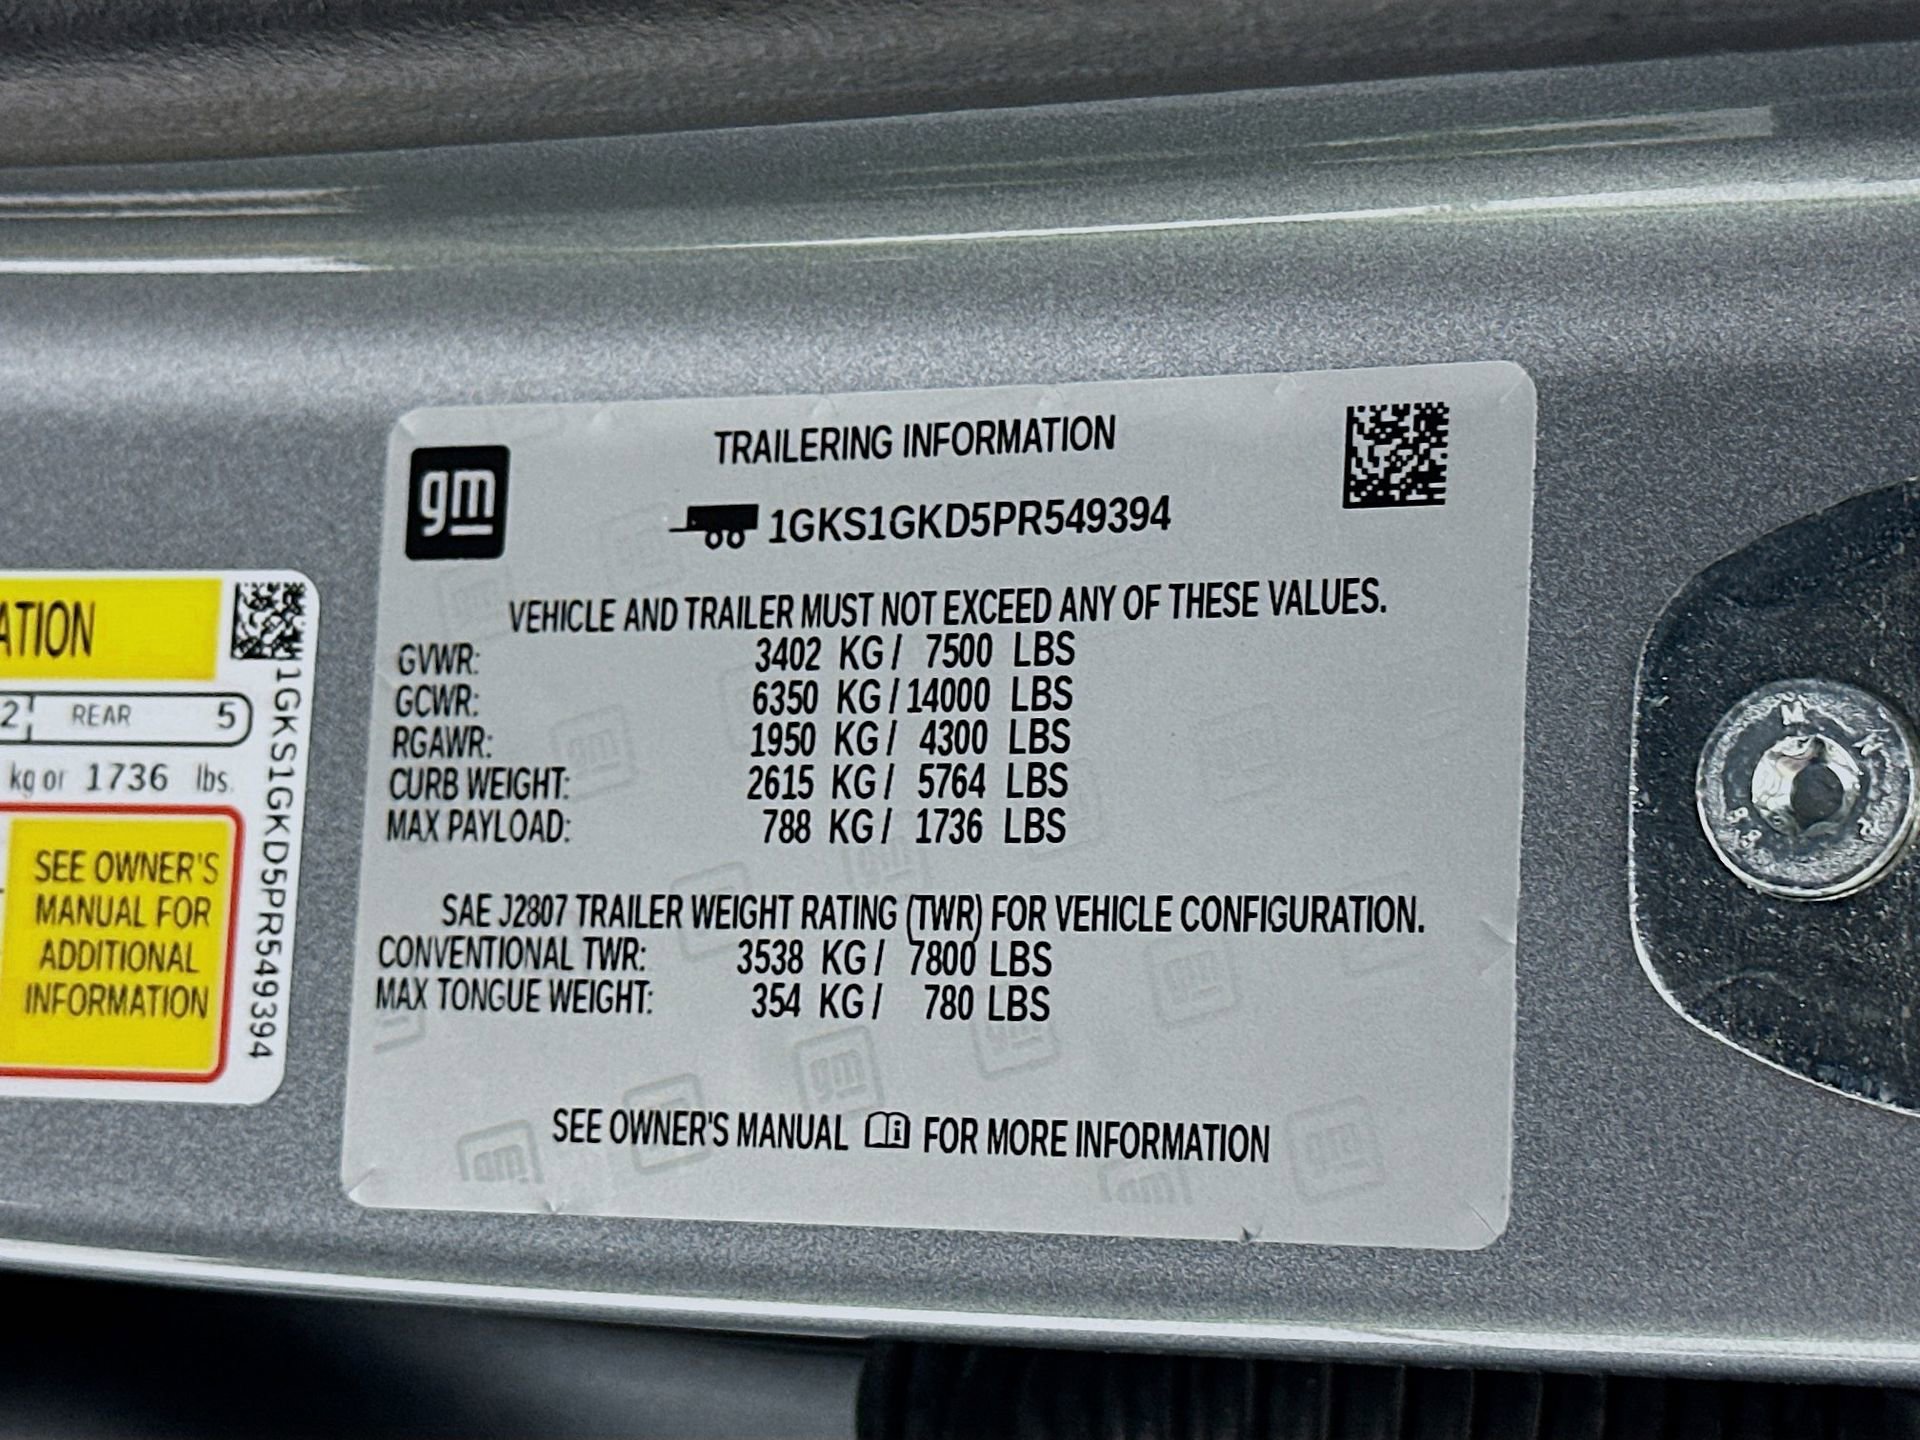 gm
TRAILERING INFORMATION
1GKS1GKD5PR549394
VEHICLE AND TRAILER MUST NOT EXCEED ANY OF THESE VALUES.
GVWR: 3402 KG / 7500 LBS
GCWR: 6350 KG / 14000 LBS
RGAWR: 1950 KG / 4300 LBS
CURB WEIGHT: 2615 KG / 5764 LBS
MAX PAYLOAD: 788 KG / 1736 LBS
SAE J2807 TRAILER WEIGHT RATING (TWR) FOR VEHICLE CONFIGURATION.
CONVENTIONAL TWR: 3538 KG / 7800 LBS
MAX TONGUE WEIGHT: 354 KG / 780 LBS
SEE OWNER'S MANUAL FOR MORE INFORMATION
ATION
2 REAR 5
kg or 1736 lbs.
SEE OWNER'S
MANUAL FOR
ADDITIONAL
INFORMATION
1GKS1GKD5PR549394